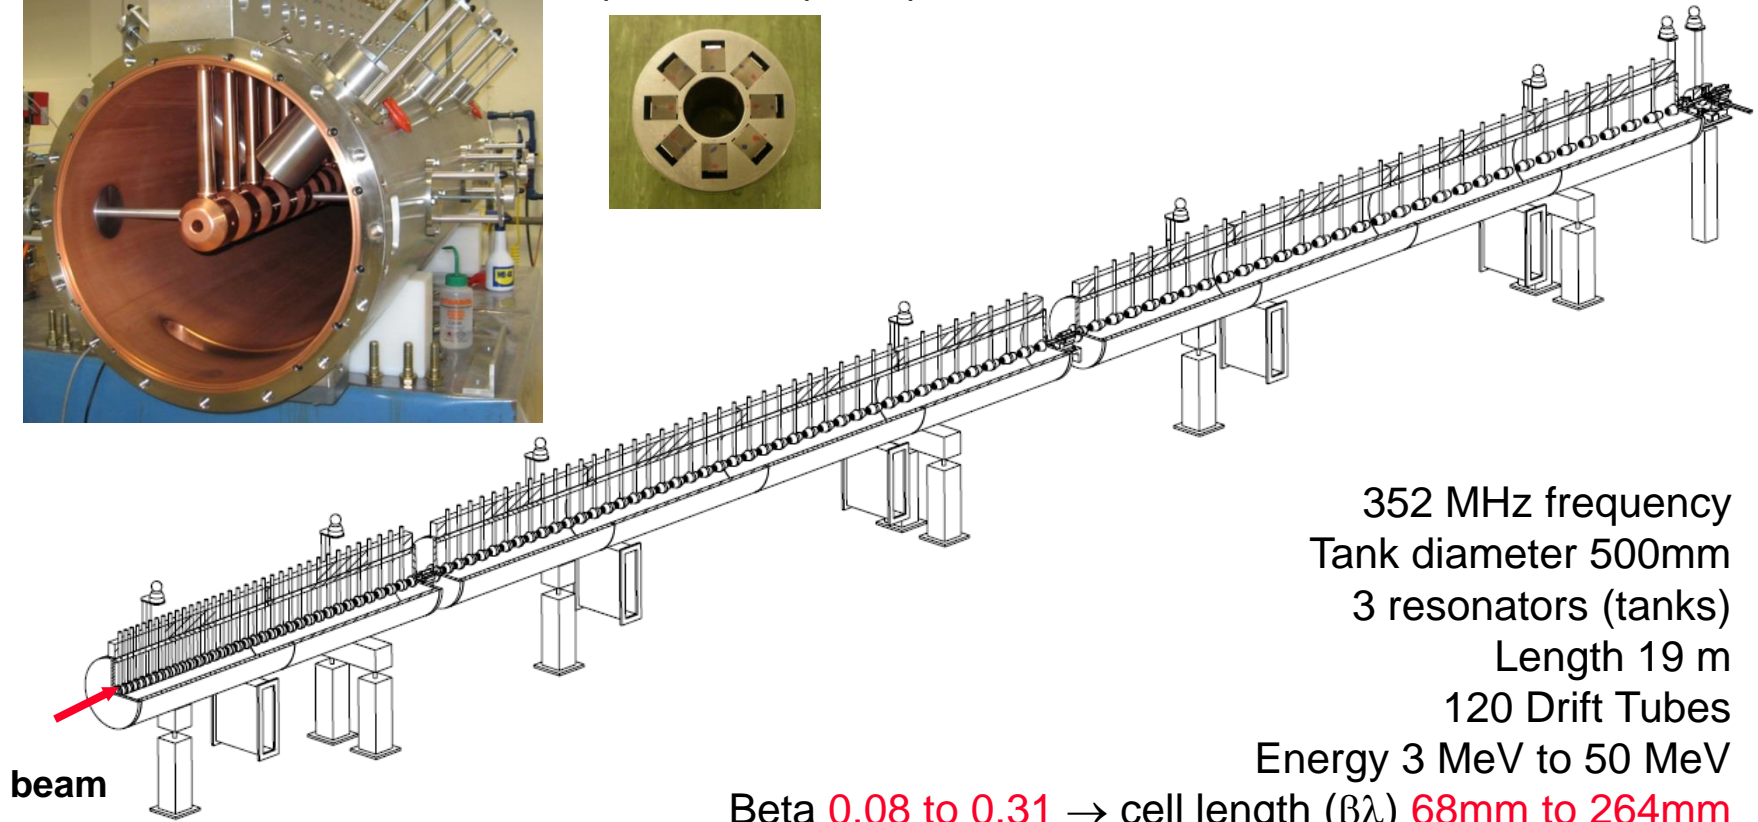 352 MHz frequency
Tank diameter 500mm
3 resonators (tanks)
Length 19 m
120 Drift Tubes
Energy 3 MeV to 50 MeV
beam
Beta 0.08 to 0.31 → cell length (βλ) 68mm to 264mm